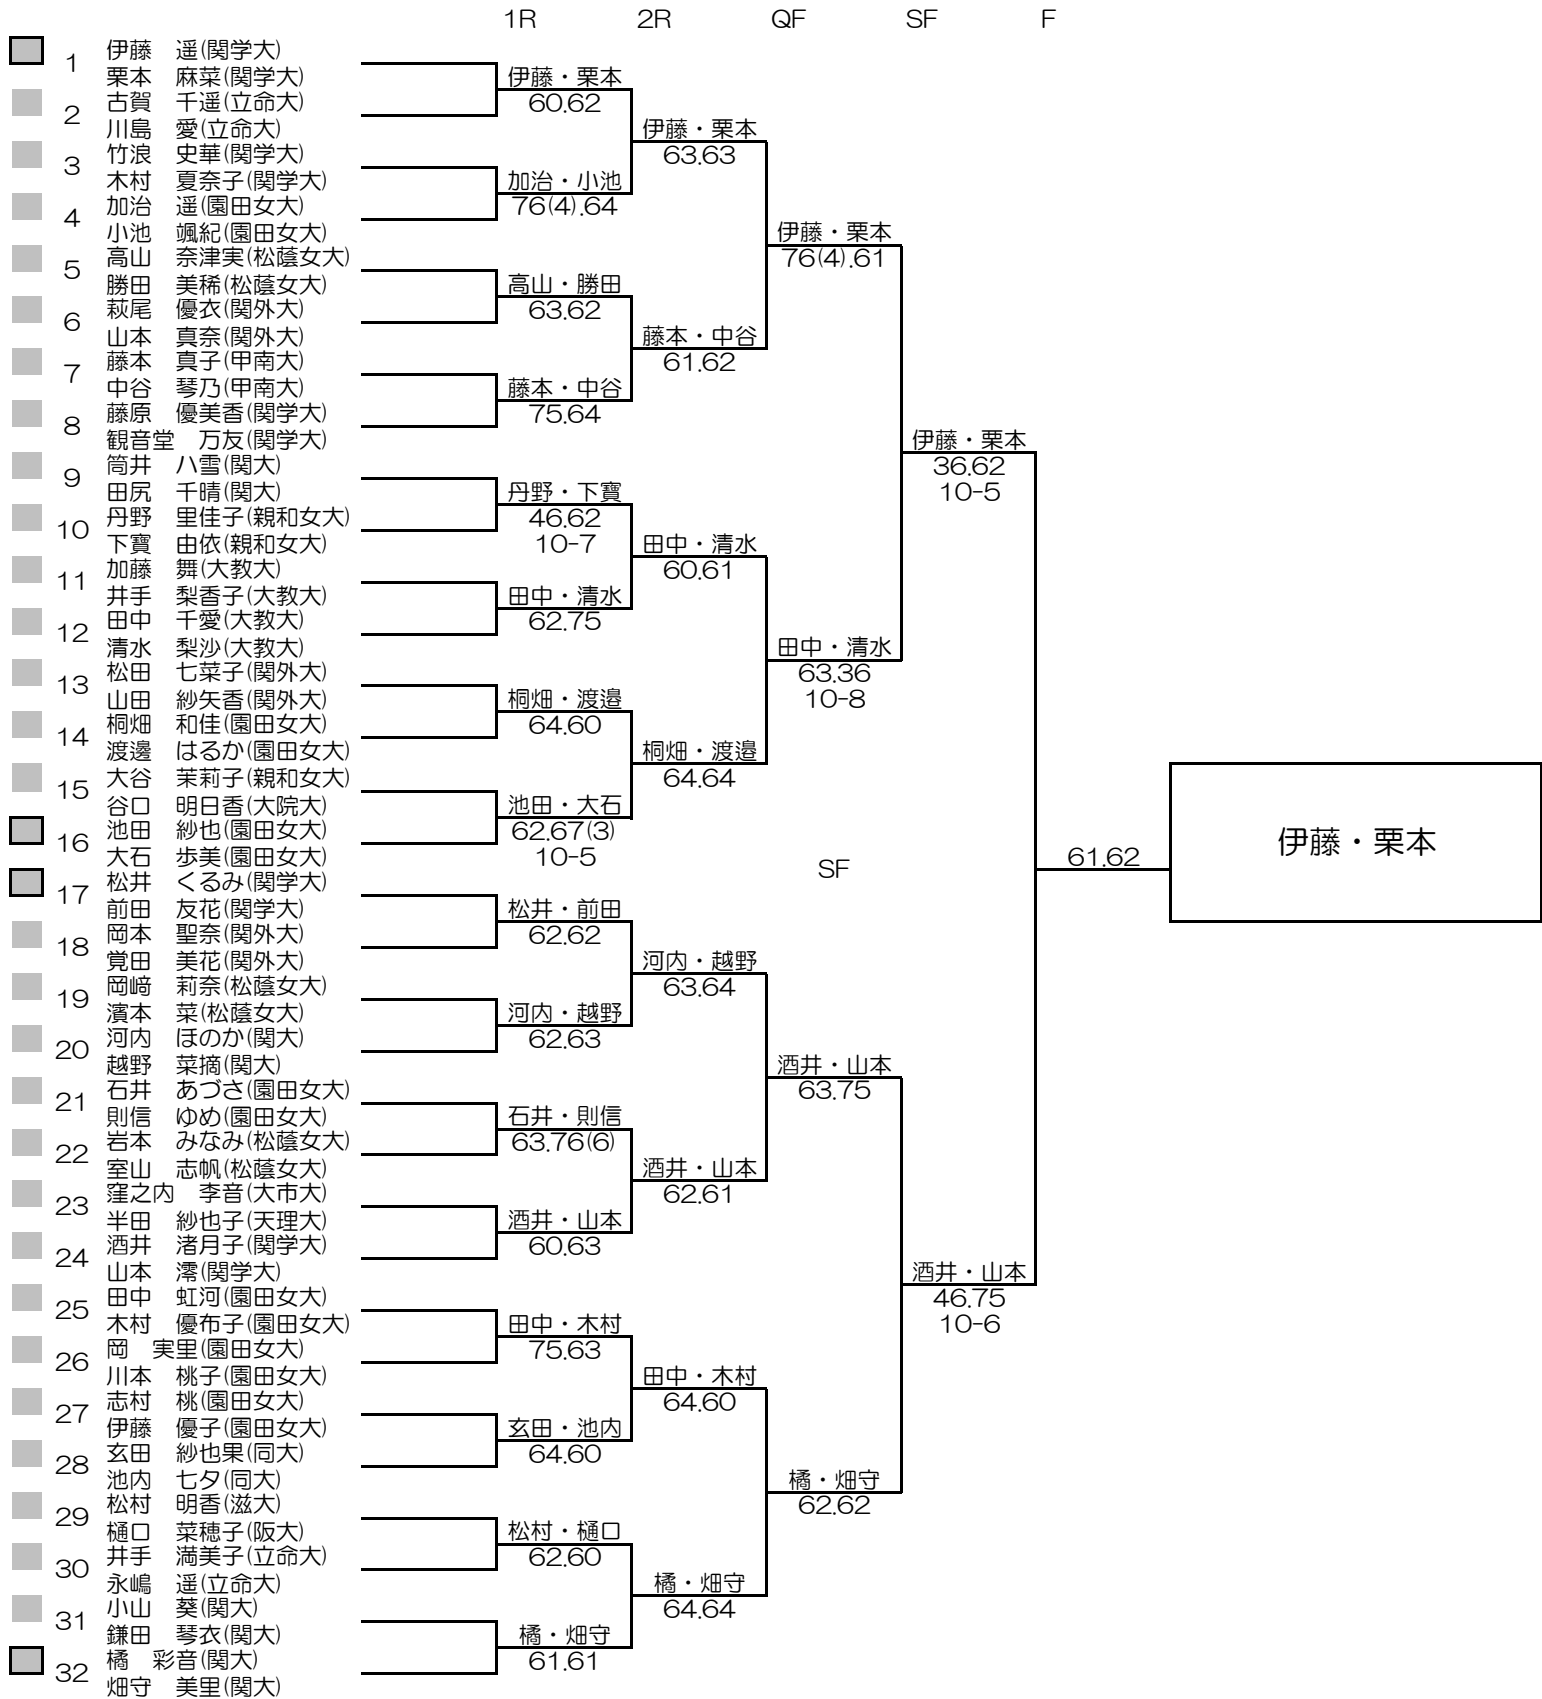 1R 2R QF SF F
伊藤　遥(関学大)
1
栗本　麻菜(関学大)
伊藤・栗本
古賀　千遥(立命大)
60.62
2
川島　愛(立命大)
伊藤・栗本
竹浪　史華(関学大)
63.63
3
木村　夏奈子(関学大)
加治・小池
加治　遥(園田女大)
76(4).64
4
小池　颯紀(園田女大)
伊藤・栗本
高山　奈津実(松蔭女大)
76(4).61
5
勝田　美稀(松蔭女大)
高山・勝田
萩尾　優衣(関外大)
63.62
6
山本　真奈(関外大)
藤本・中谷
藤本　真子(甲南大)
61.62
7
中谷　琴乃(甲南大)
藤本・中谷
藤原　優美香(関学大)
75.64
8
観音堂　万友(関学大)
伊藤・栗本
筒井　八雪(関大)
36.62
9
田尻　千晴(関大)
丹野・下寶
10-5
丹野　里佳子(親和女大)
46.62
10
下寶　由依(親和女大)
10-7
田中・清水
加藤　舞(大教大)
60.61
11
井手　梨香子(大教大)
田中・清水
田中　千愛(大教大)
62.75
12
清水　梨沙(大教大)
田中・清水
松田　七菜子(関外大)
63.36
13
山田　紗矢香(関外大)
桐畑・渡邉
10-8
桐畑　和佳(園田女大)
64.60
14
渡邊　はるか(園田女大)
桐畑・渡邉
大谷　茉莉子(親和女大)
64.64
15
谷口　明日香(大院大)
池田・大石
池田　紗也(園田女大)
62.67(3)
16
伊藤・栗本
大石　歩美(園田女大)
10-5
61.62
SF
松井　くるみ(関学大)
17
前田　友花(関学大)
松井・前田
岡本　聖奈(関外大)
62.62
18
覚田　美花(関外大)
河内・越野
岡﨑　莉奈(松蔭女大)
63.64
19
濱本　菜(松蔭女大)
河内・越野
河内　ほのか(関大)
62.63
20
越野　菜摘(関大)
酒井・山本
石井　あづさ(園田女大)
63.75
21
則信　ゆめ(園田女大)
石井・則信
岩本　みなみ(松蔭女大)
63.76(6)
22
室山　志帆(松蔭女大)
酒井・山本
窪之内　李音(大市大)
62.61
23
半田　紗也子(天理大)
酒井・山本
酒井　渚月子(関学大)
60.63
24
山本　澪(関学大)
酒井・山本
田中　虹河(園田女大)
46.75
25
木村　優布子(園田女大)
田中・木村
10-6
岡　実里(園田女大)
75.63
26
川本　桃子(園田女大)
田中・木村
志村　桃(園田女大)
64.60
27
伊藤　優子(園田女大)
玄田・池内
玄田　紗也果(同大)
64.60
28
池内　七夕(同大)
橘・畑守
松村　明香(滋大)
62.62
29
樋口　菜穂子(阪大)
松村・樋口
井手　満美子(立命大)
62.60
30
永嶋　遥(立命大)
橘・畑守
小山　葵(関大)
64.64
31
鎌田　琴衣(関大)
橘・畑守
橘　彩音(関大)
61.61
32
畑守　美里(関大)